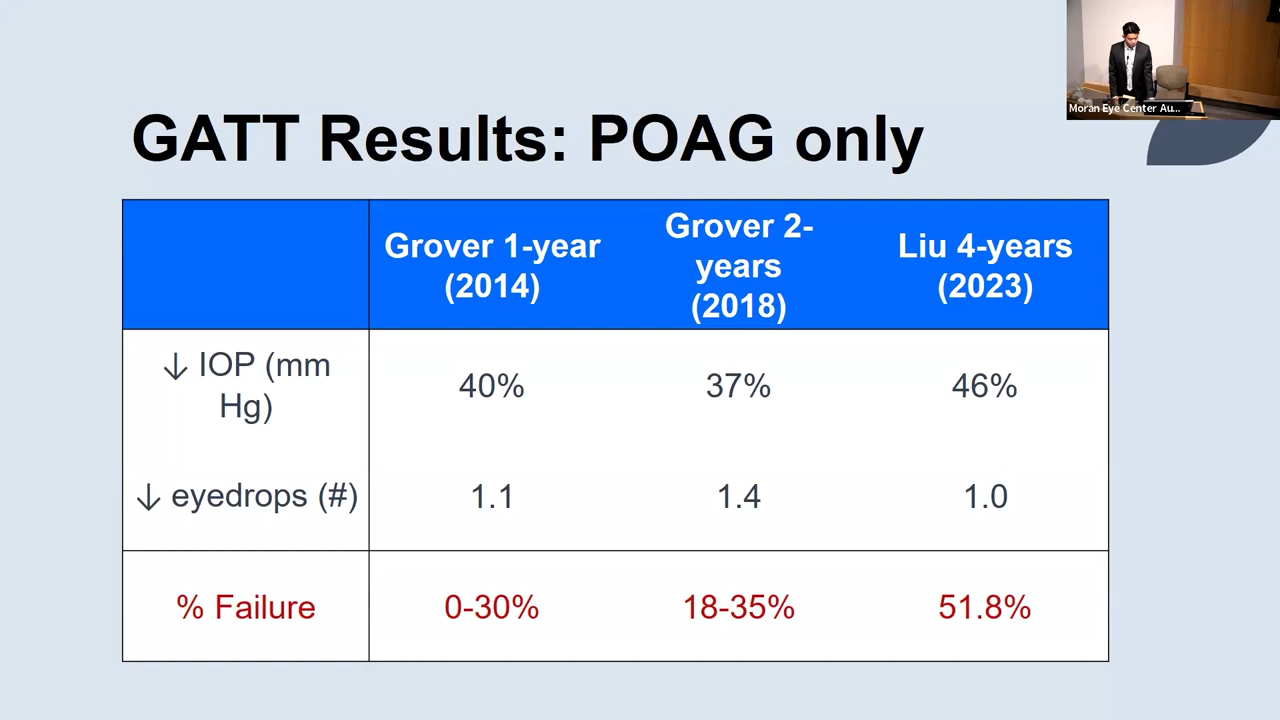 Moran Eye Center Au...
GATT Results: POAG only
Grover 1-year
(2014)
Grover 2-
years
(2018)
Liu 4-years
(2023)
↓ IOP (mm
Hg)
40%
37%
46%
↓ eyedrops (#)
1.1
1.4
1.0
% Failure
0-30%
18-35%
51.8%